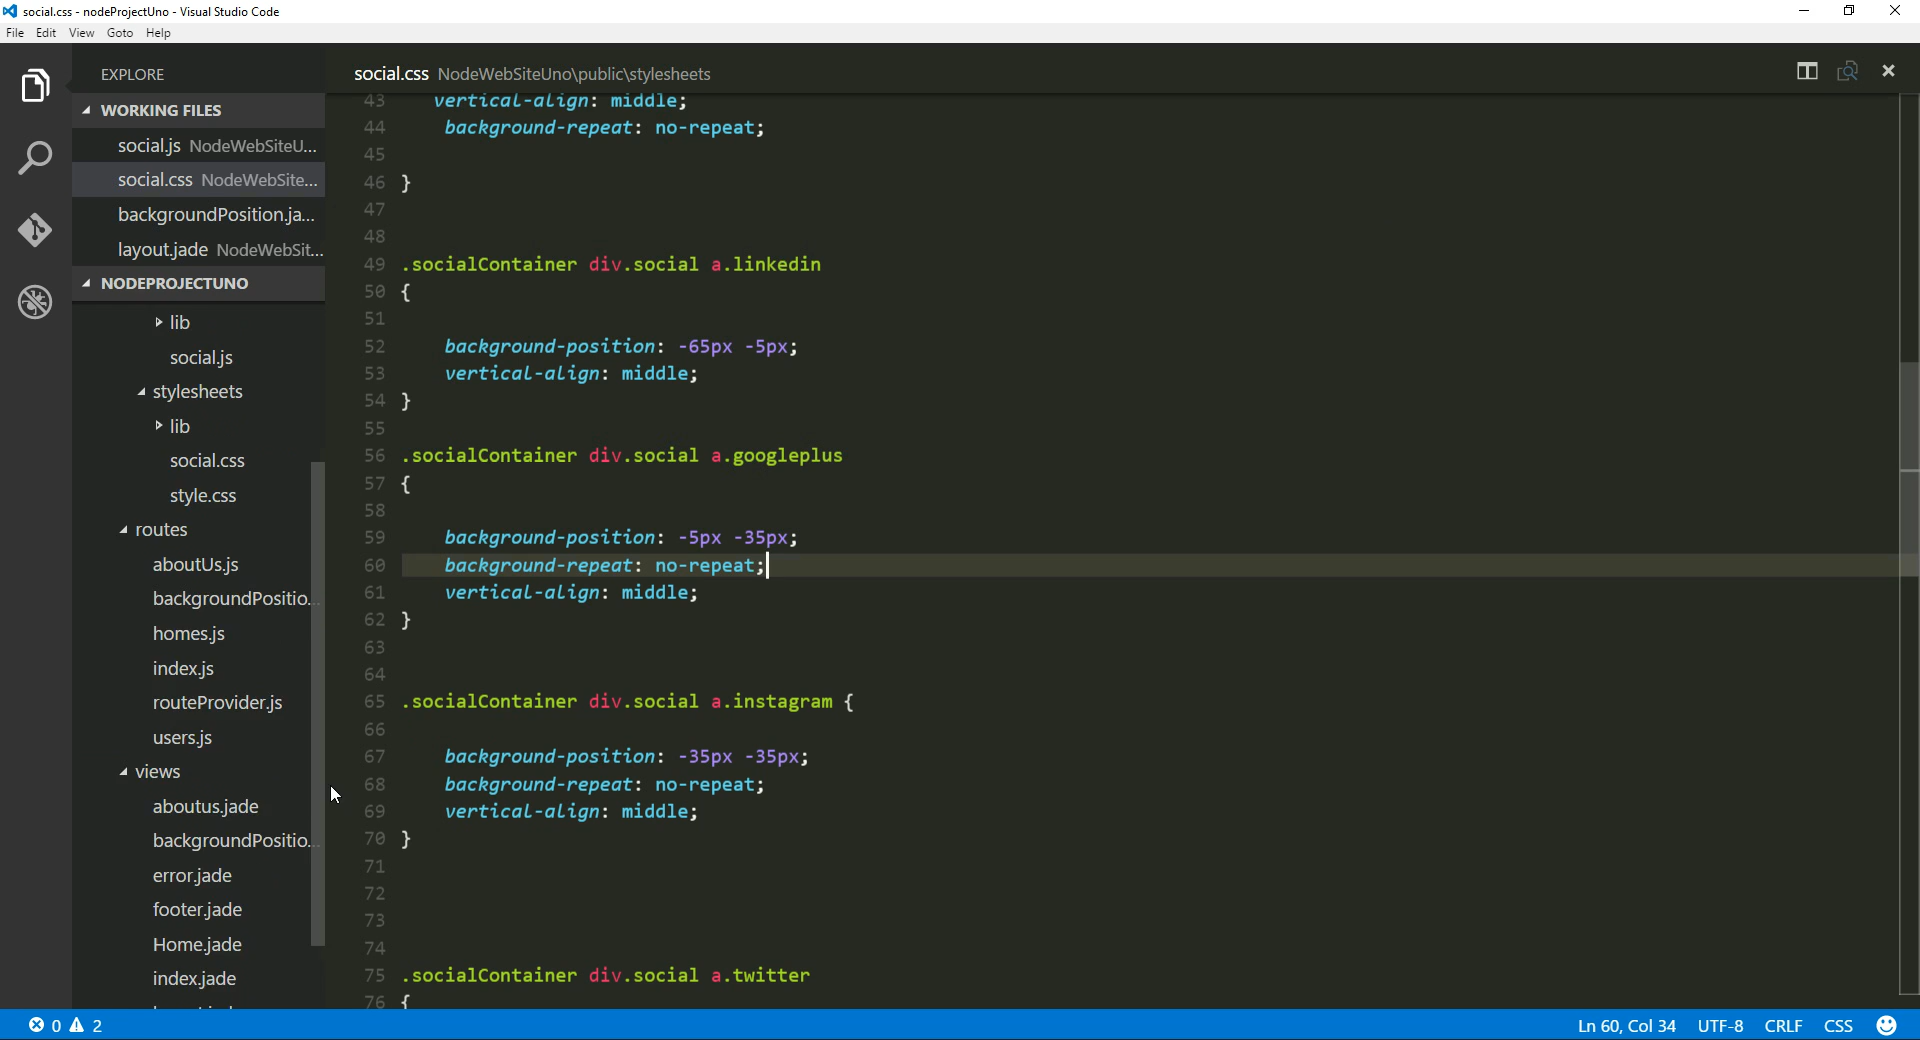 social.css - nodeProjectUno - Visual Studio Code
File Edit View Goto Help
EXPLORE
WORKING FILES
social.js NodeWebSiteU...
social.css NodeWebSite...
backgroundPosition.ja...
layout.jade NodeWebSit...
NODEPROJECTUNO
lib
social.js
stylesheets
lib
social.css
style.css
routes
aboutUs.js
backgroundPositio...
homes.js
index.js
routeProvider.js
users.js
views
aboutus.jade
backgroundPositio...
error.jade
footer.jade
Home.jade
index.jade
social.css NodeWebSiteUno\public\stylesheets
43 vertical-align: middle;
44 background-repeat: no-repeat;
45
46 }
47
48
49 .socialContainer div.social a.linkedin
50 {
51
52 background-position: -65px -5px;
53 vertical-align: middle;
54 }
55
56 .socialContainer div.social a.googleplus
57 {
58
59 background-position: -5px -35px;
60 background-repeat: no-repeat;
61 vertical-align: middle;
62 }
63
64
65 .socialContainer div.social a.instagram {
66
67 background-position: -35px -35px;
68 background-repeat: no-repeat;
69 vertical-align: middle;
70 }
71
72
73
74
75 .socialContainer div.social a.twitter
76 {
0 2
Ln 60, Col 34 UTF-8 CRLF CSS